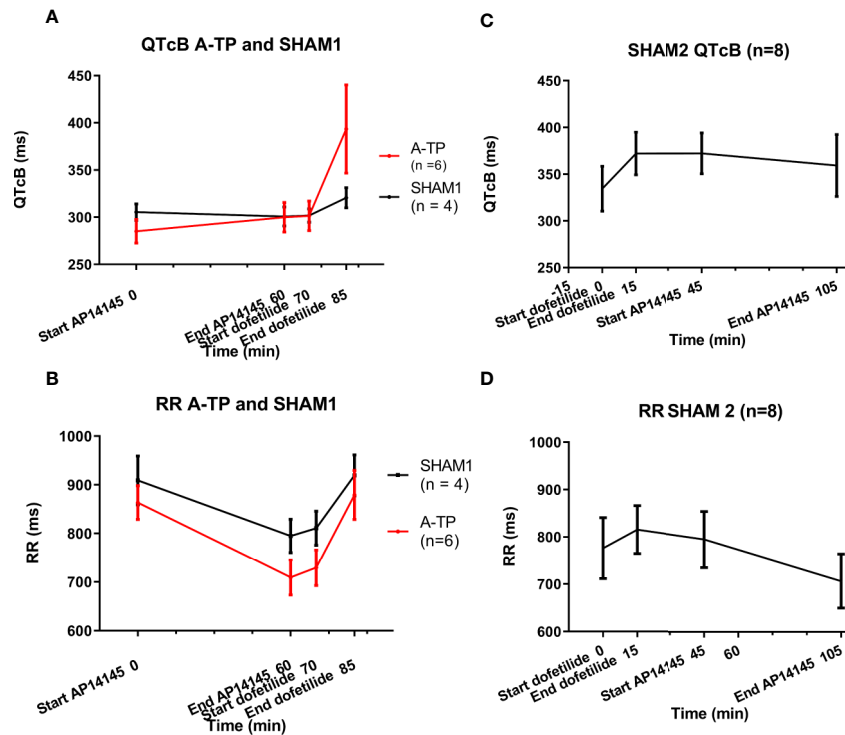 A
QTcB A-TP and SHAM1
450
400
350
300
250
QTcB (ms)
A-TP
(n =6)
SHAM1
(n = 4)
Start AP14145 0
End AP14145 60
Start dofetilide 70
End dofetilide 85
Time (min)
C
SHAM2 QTcB (n=8)
450
400
350
300
250
QTcB (ms)
-15
Start dofetilide 0
End dofetilide 15
Start AP14145 45
End AP14145 105
Time (min)
B
RR A-TP and SHAM1
1000
900
800
700
600
RR (ms)
SHAM1
(n = 4)
A-TP
(n=6)
Start AP14145 0
End AP14145 60
Start dofetilide 70
End dofetilide 85
Time (min)
D
RR SHAM 2 (n=8)
1000
900
800
700
600
RR (ms)
Start dofetilide 0
End dofetilide 15
Start AP14145 45
60
End AP14145 105
Time (min)